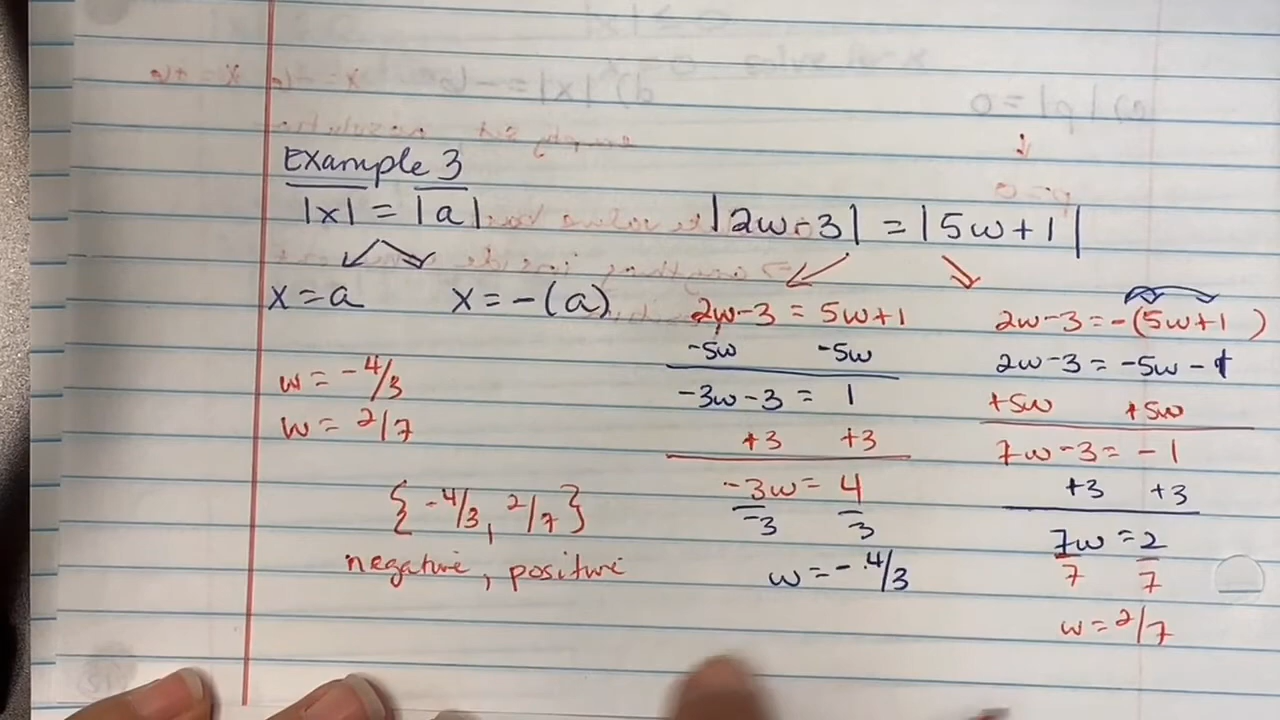 Example 3
|x| = |a|
x = a
x = -(a)
w = -4/3
w = 2/7
{-4/3, 2/7}
negative, positive
|2w-3| = |5w+1|
2w-3 = 5w+1
-5w -5w
-3w-3 = 1
+3 +3
-3w = 4
-3 -3
w = -4/3
2w-3 = -(5w+1)
2w-3 = -5w-1
+5w +5w
7w-3 = -1
+3 +3
7w = 2
7 7
w = 2/7